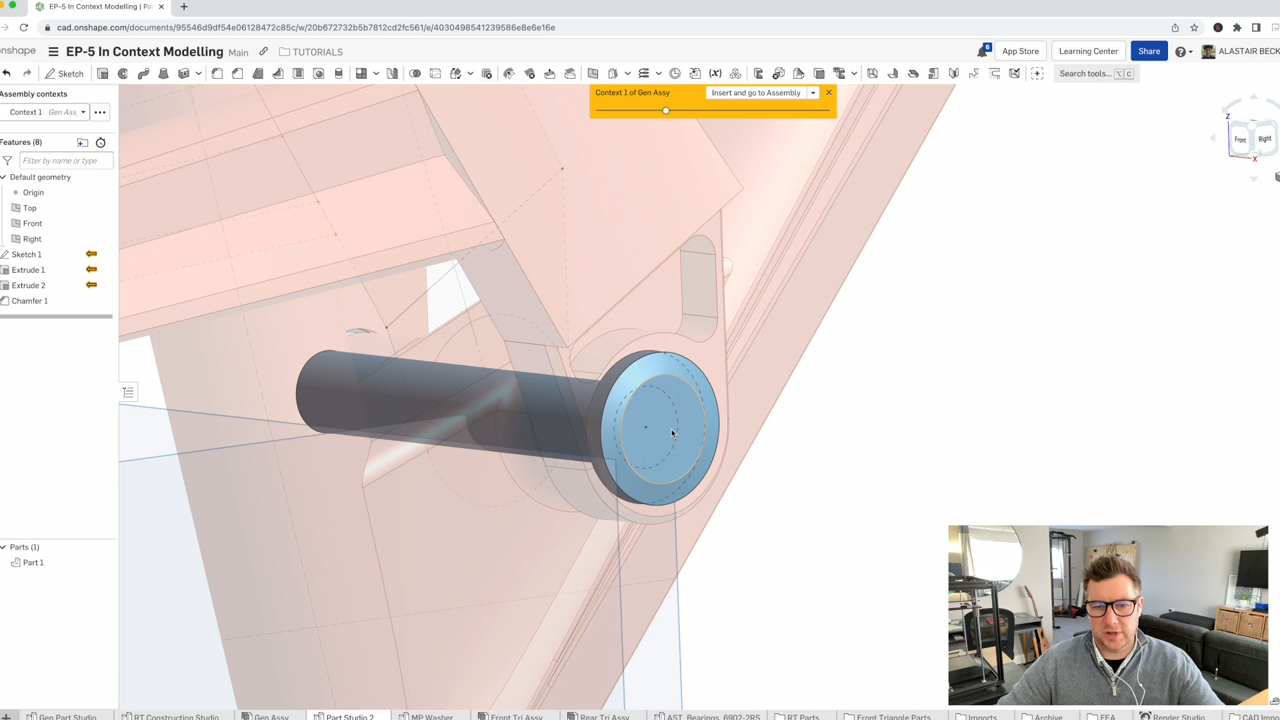 EP-5 In Context Modelling | Pa
cad.onshape.com/documents/95546d9df54e06128472c85c/w/20b672732b5b7812cd2fc561/e/4030498541239586e8e6e16e
onshape EP-5 In Context Modelling Main TUTORIALS 6 App Store Learning Center Share ALASTAIR BECK
Sketch Search tools... ⌥ C
Assembly contexts
Context 1 Gen Ass
Features (8)
Filter by name or type
Default geometry
Origin
Top
Front
Right
Sketch 1
Extrude 1
Extrude 2
Chamfer 1
Context 1 of Gen Assy Insert and go to Assembly
Z
Front Right
X
Parts (1)
Part 1
Gen Part Studio RT Construction Studio Gen Assy Part Studio 2 MP Washer Front Tri Assy Rear Tri Assy AST_Bearings_6902-2RS RT Parts Front Triangle Parts Imports Archive FEA Render Studio